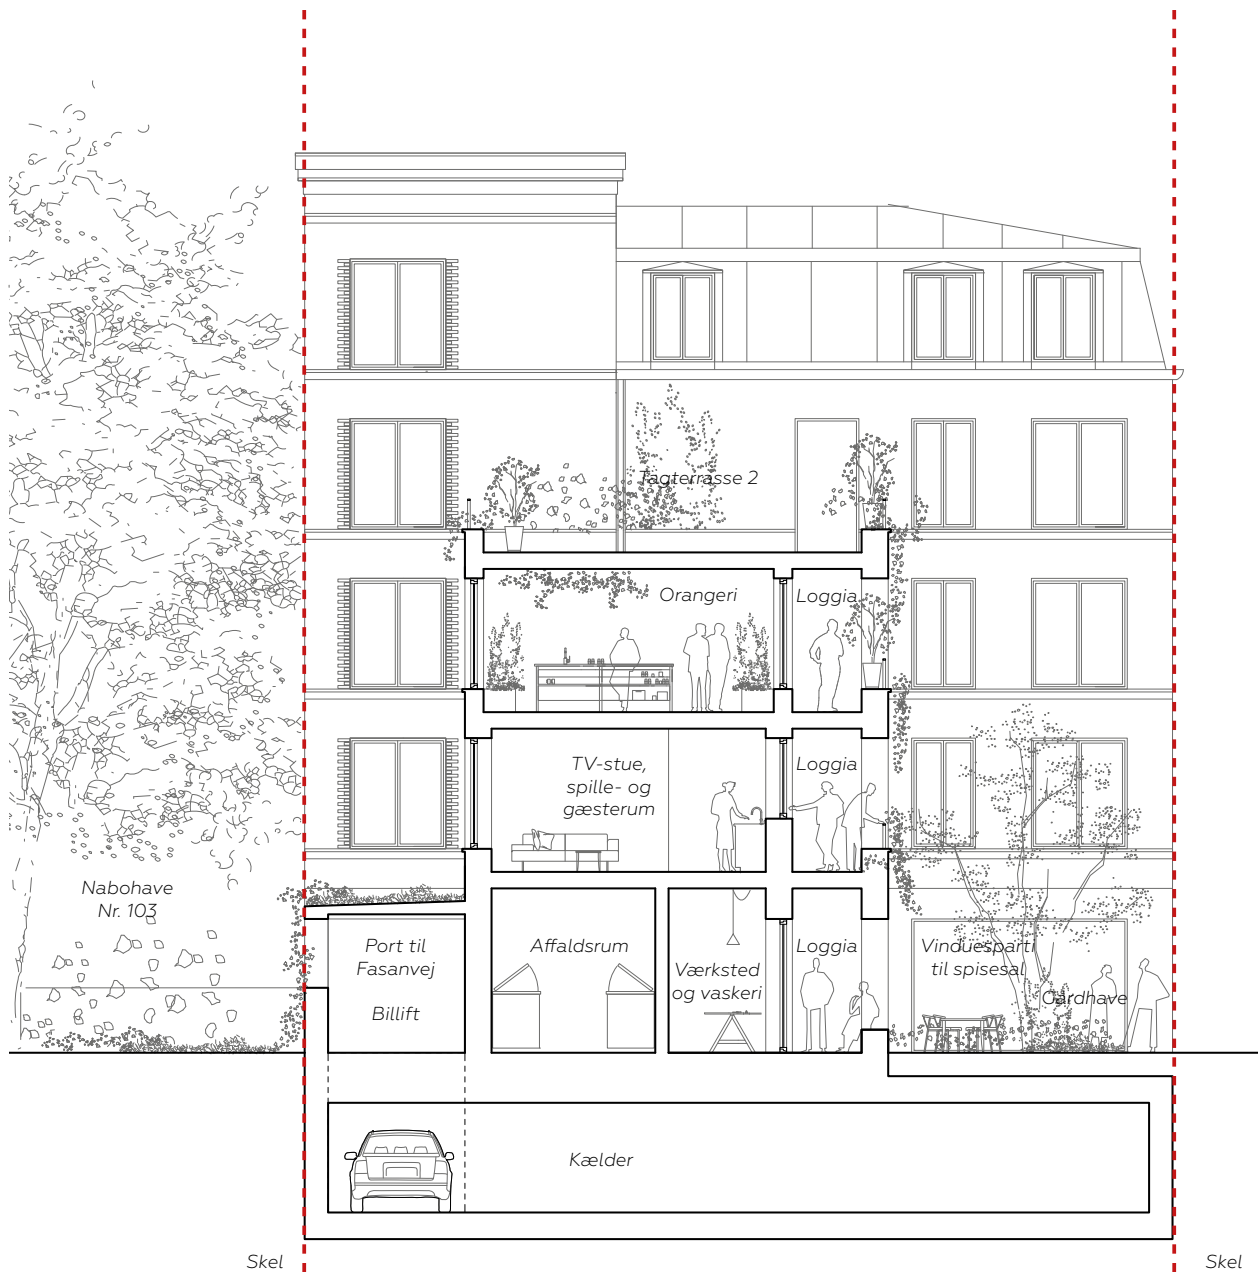 Tagterrasse 2
Orangeri
Loggia
TV-stue,
spille- og
gæsterum
Loggia
Nabohave
Nr. 103
Port til
Fasanvej
Billift
Affaldsrum
Værksted
og vaskeri
Loggia
Vinduesparti
til spisesal
Gårdhave
Kælder
Skel
Skel